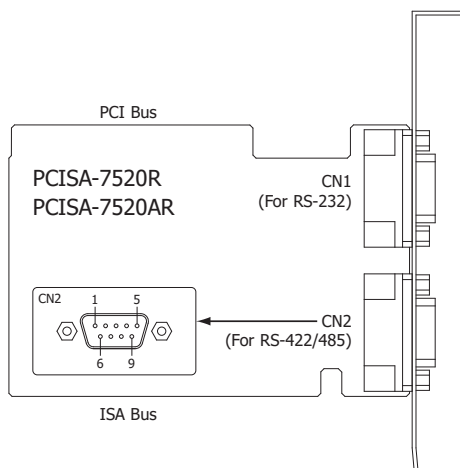 PCI Bus
PCISA-7520R
PCISA-7520AR
CN1
(For RS-232)
CN2
1
5
6
9
CN2
(For RS-422/485)
ISA Bus